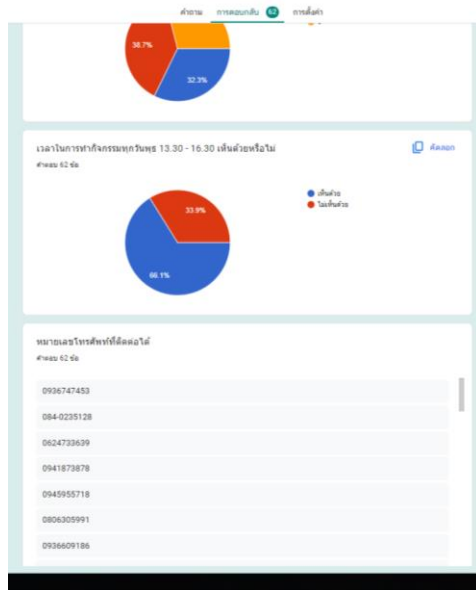 คำถาม การตอบกลับ 62 การตั้งค่า
38.7%
32.3%
เวลาในการทำกิจกรรมทุกวันพุธ 13.30 - 16.30 เห็นด้วยหรือไม่
คัดลอก
คำตอบ 62 ข้อ
เห็นด้วย
ไม่เห็นด้วย
33.9%
66.1%
หมายเลขโทรศัพท์ที่ติดต่อได้
คำตอบ 62 ข้อ
0936747453
084-0235128
0624733639
0941873878
0945955718
0806305991
0936609186